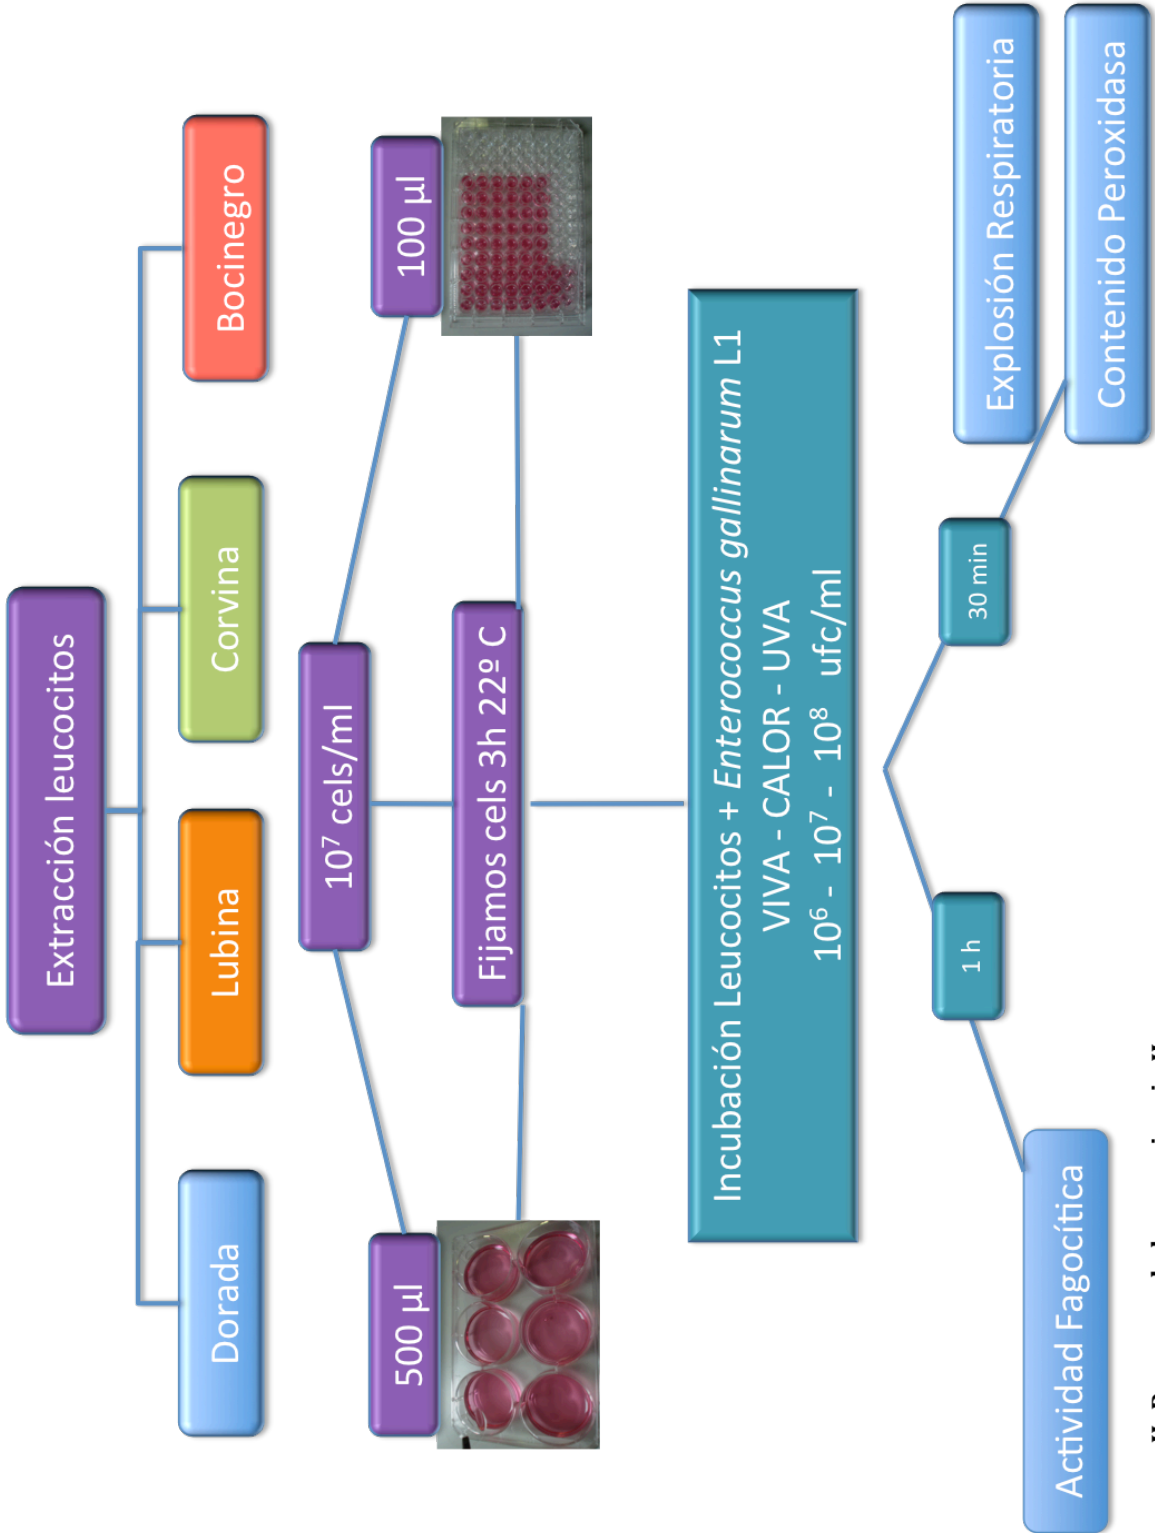 Extracción leucocitos
Dorada
Lubina
Corvina
Bocinegro
10⁷ cels/ml
500 µl
100 µl
Fijamos cels 3h 22º C
Incubación Leucocitos + Enterococcus gallinarum L1
VIVA - CALOR - UVA
10⁶ - 10⁷ - 10⁸ ufc/ml
1 h
30 min
Actividad Fagocítica
Explosión Respiratoria
Contenido Peroxidasa